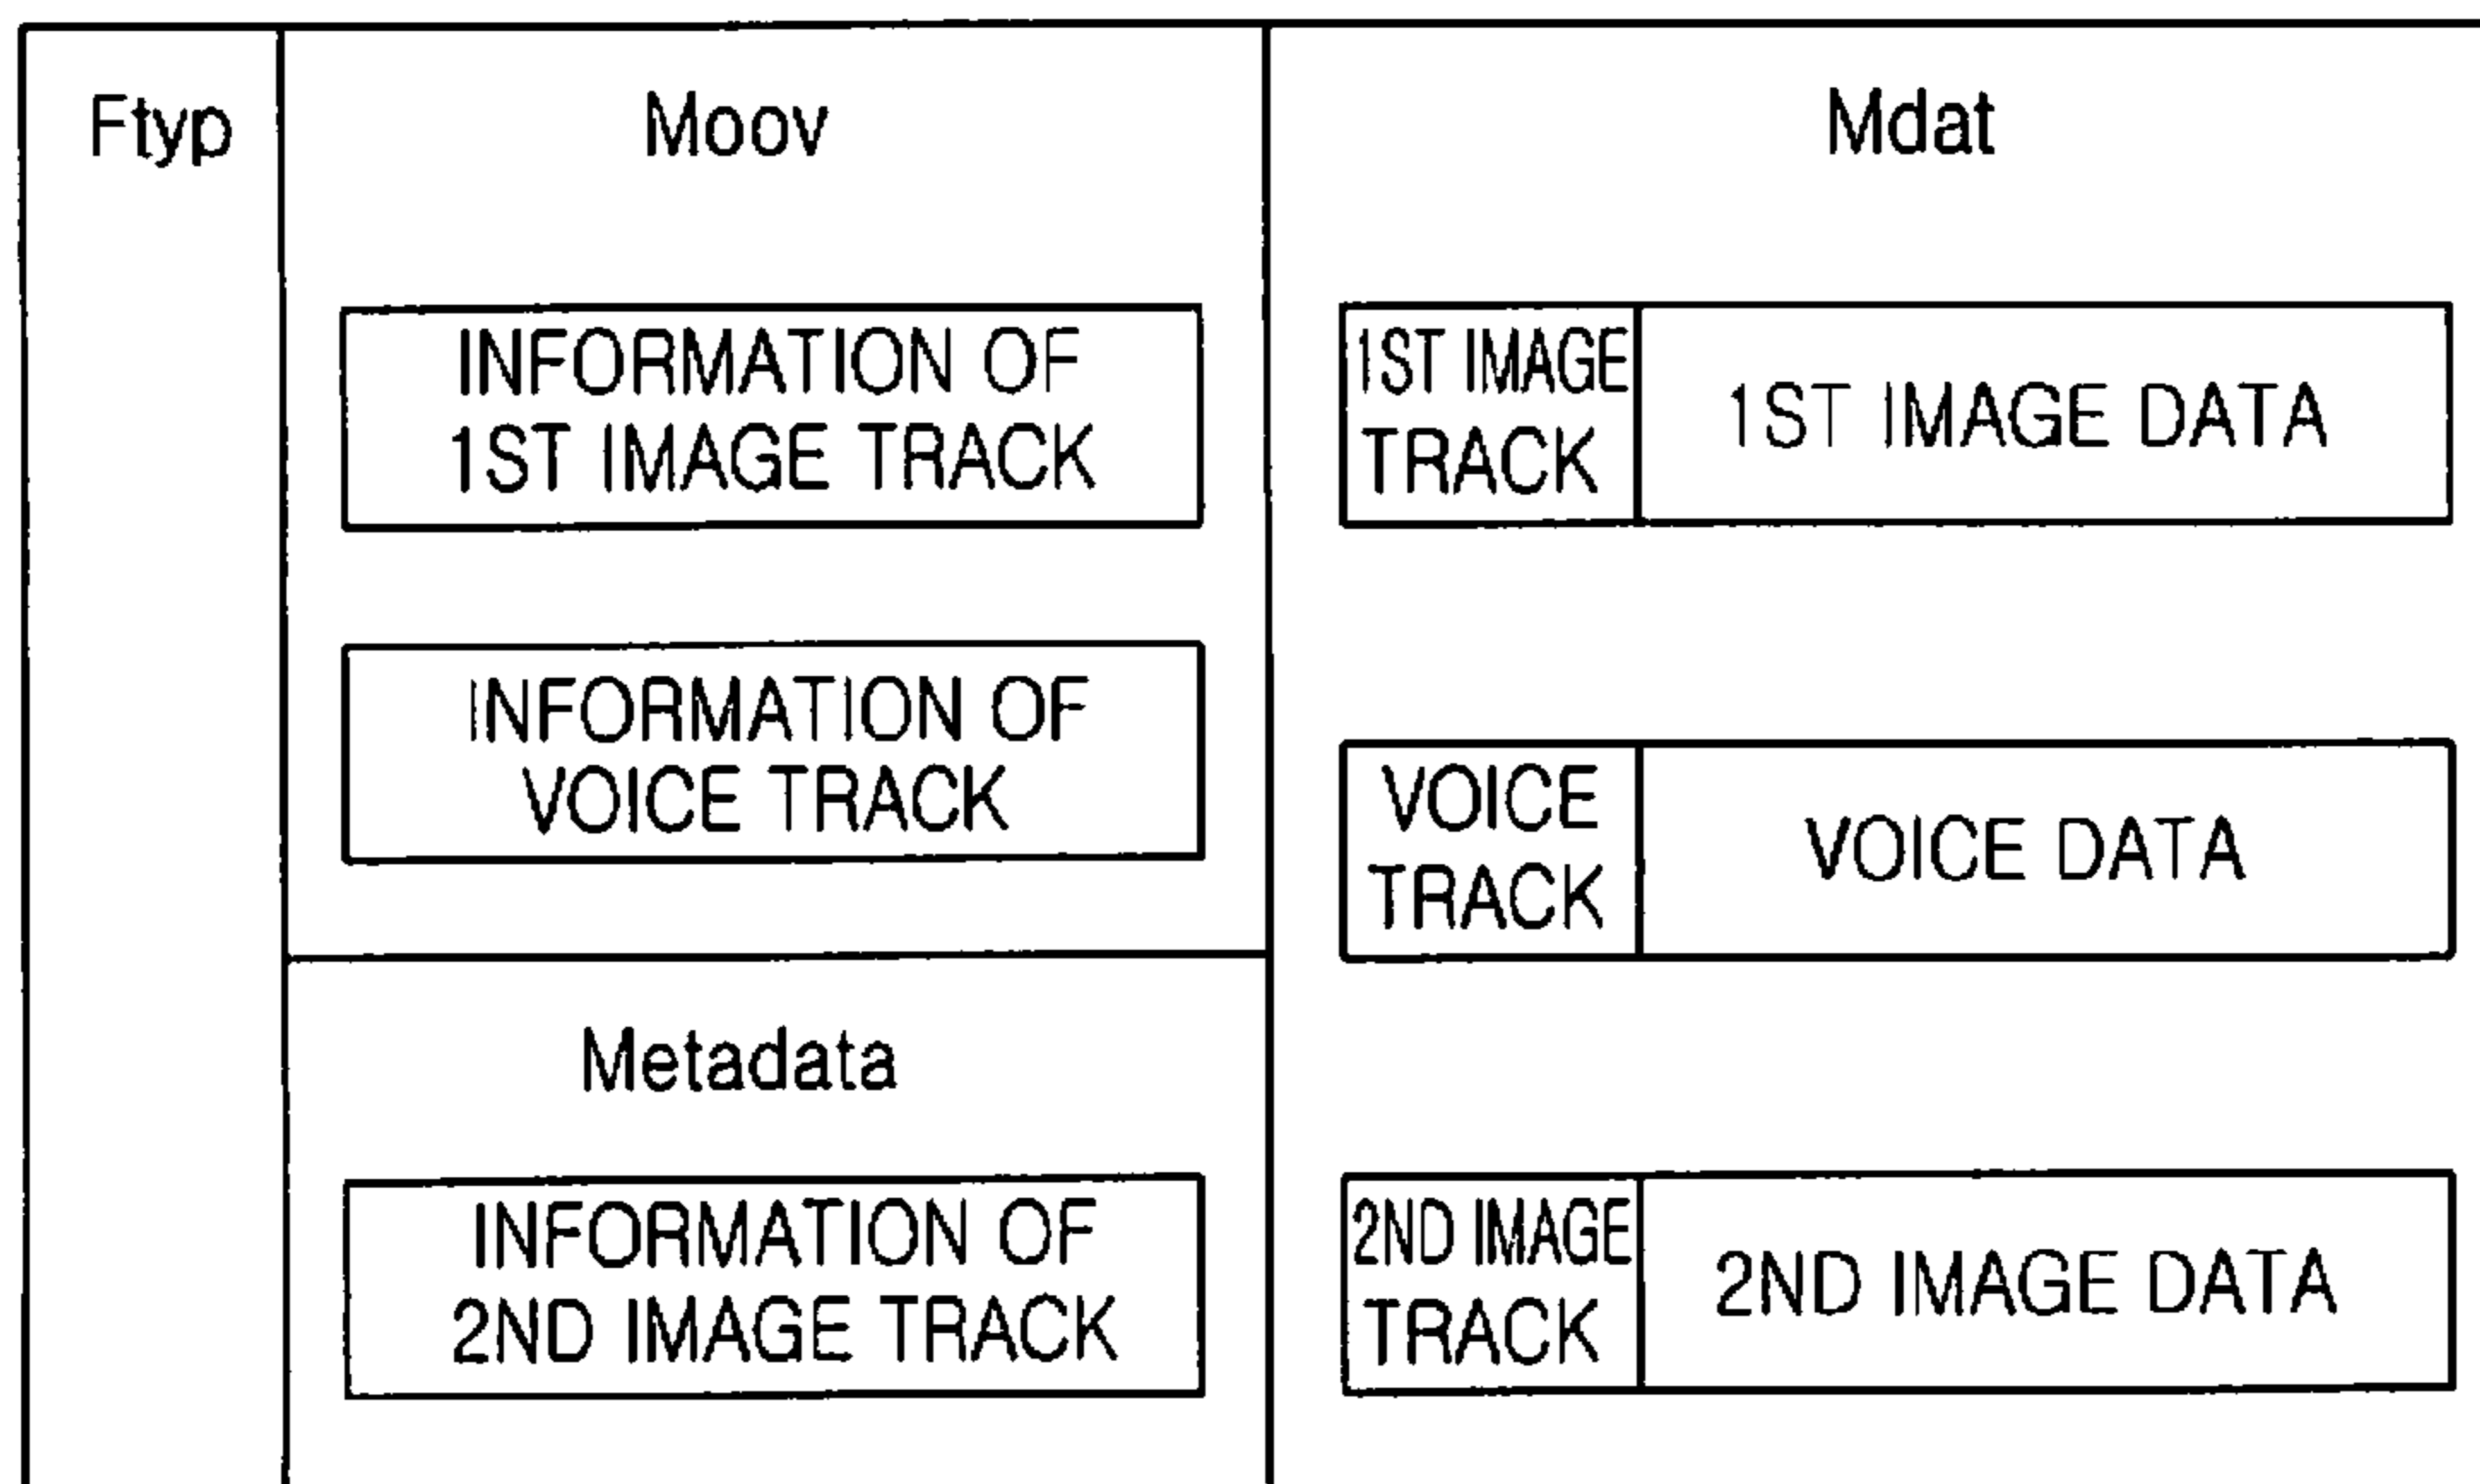 Ftyp
Moov
INFORMATION OF
1ST IMAGE TRACK
INFORMATION OF
VOICE TRACK
Metadata
INFORMATION OF
2ND IMAGE TRACK
Mdat
1ST IMAGE
TRACK
1ST IMAGE DATA
VOICE
TRACK
VOICE DATA
2ND IMAGE
TRACK
2ND IMAGE DATA